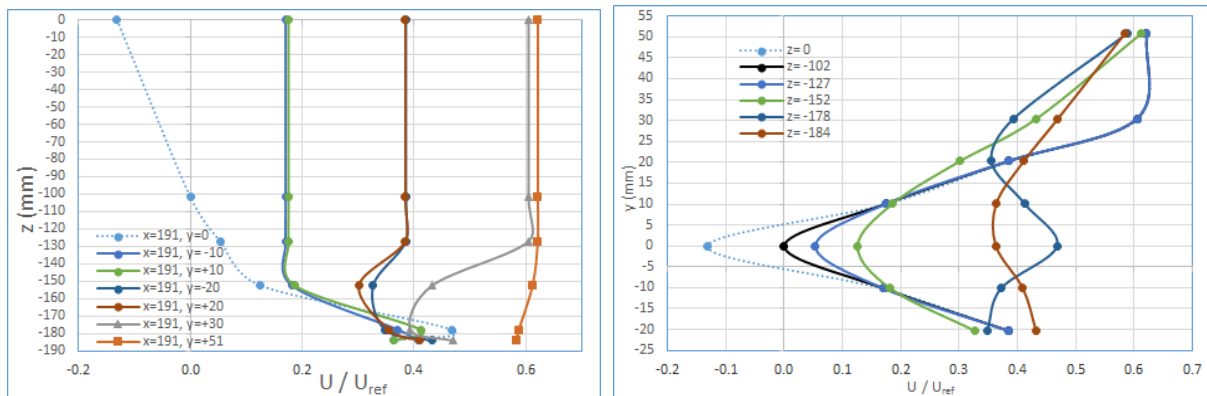 0
-10
-20
-30
-40
-50
-60
-70
-80
-90
-100
-110
-120
-130
-140
-150
-160
-170
-180
-190
z (mm)
x=191, y=0
x=191, y= -10
x=191, y=+10
x=191, y=-20
x=191, y=+20
x=191, y=+30
x=191, y=+51
-0.2 0.0 0.2 0.4 0.6
U / Uref
55
50
45
40
35
30
25
20
15
10
5
0
-5
-10
-15
-20
-25
y (mm)
z= 0
z= -102
z= -127
z= -152
z= -178
z= -184
-0.2 -0.1 0 0.1 0.2 0.3 0.4 0.5 0.6 0.7
U / Uref